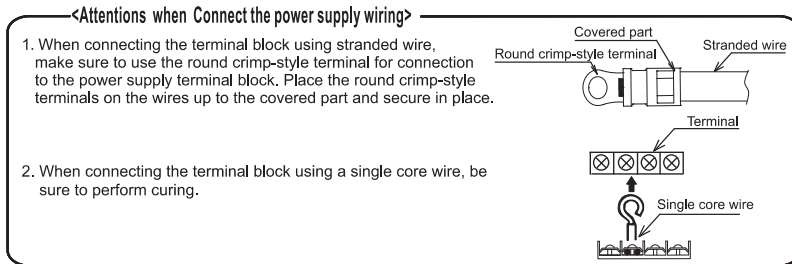 <Attentions when Connect the power supply wiring>
1. When connecting the terminal block using stranded wire,
make sure to use the round crimp-style terminal for connection
to the power supply terminal block. Place the round crimp-style
terminals on the wires up to the covered part and secure in place.
Covered part
Round crimp-style terminal
Stranded wire
2. When connecting the terminal block using a single core wire, be
sure to perform curing.
Terminal
Single core wire